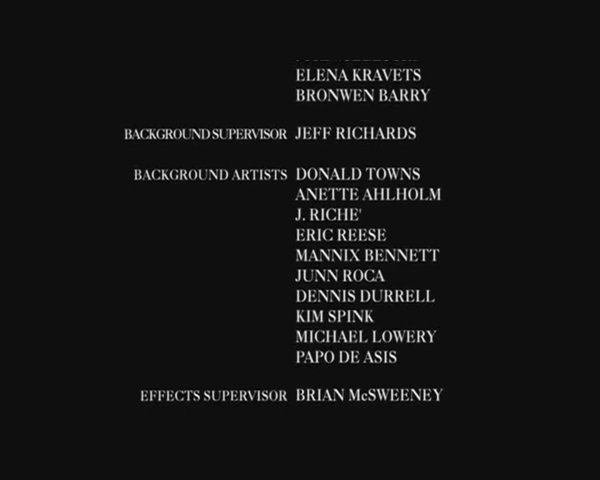 ELENA KRAVETS
BRONWEN BARRY
BACKGROUND SUPERVISOR JEFF RICHARDS
BACKGROUND ARTISTS DONALD TOWNS
ANETTE AHLHOLM
J. RICHE'
ERIC REESE
MANNIX BENNETT
JUNN ROCA
DENNIS DURRELL
KIM SPINK
MICHAEL LOWERY
PAPO DE ASIS
EFFECTS SUPERVISOR BRIAN McSWEENEY